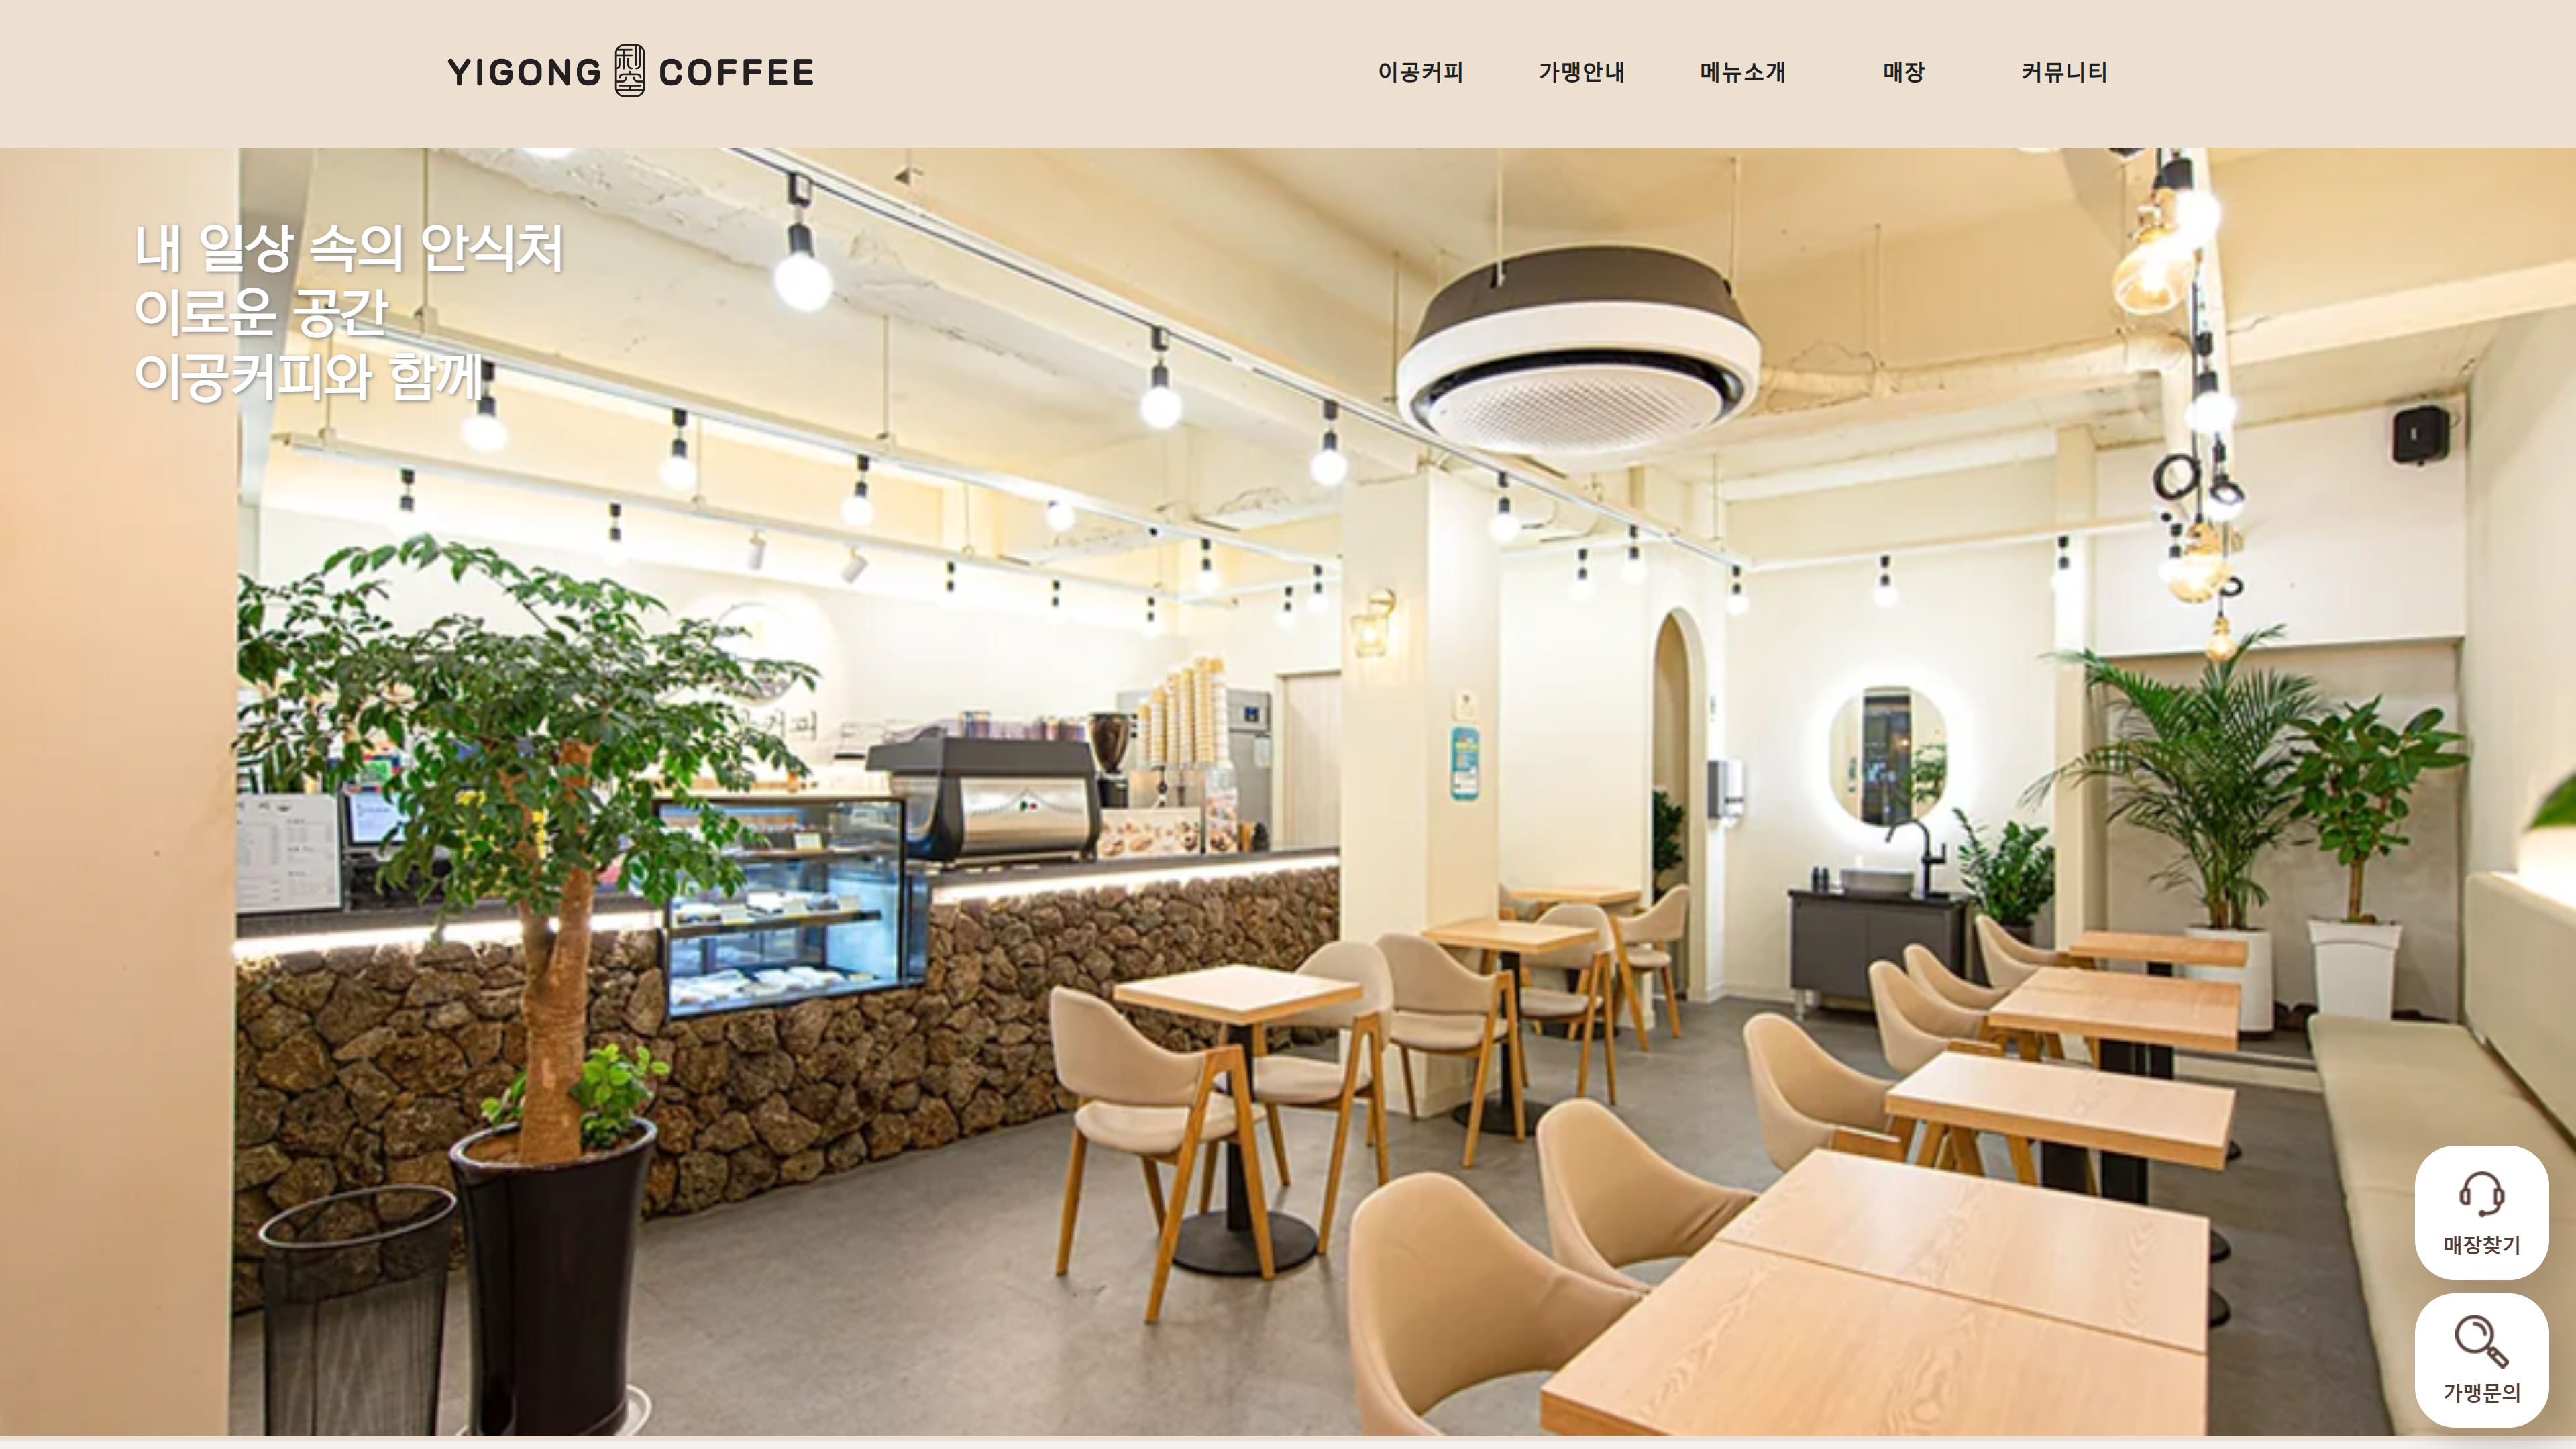 YIGONG 利空 COFFEE
이공커피 가맹안내 메뉴소개 매장 커뮤니티
내 일상 속의 안식처
이로운 공간
이공커피와 함께
매장찾기
가맹문의